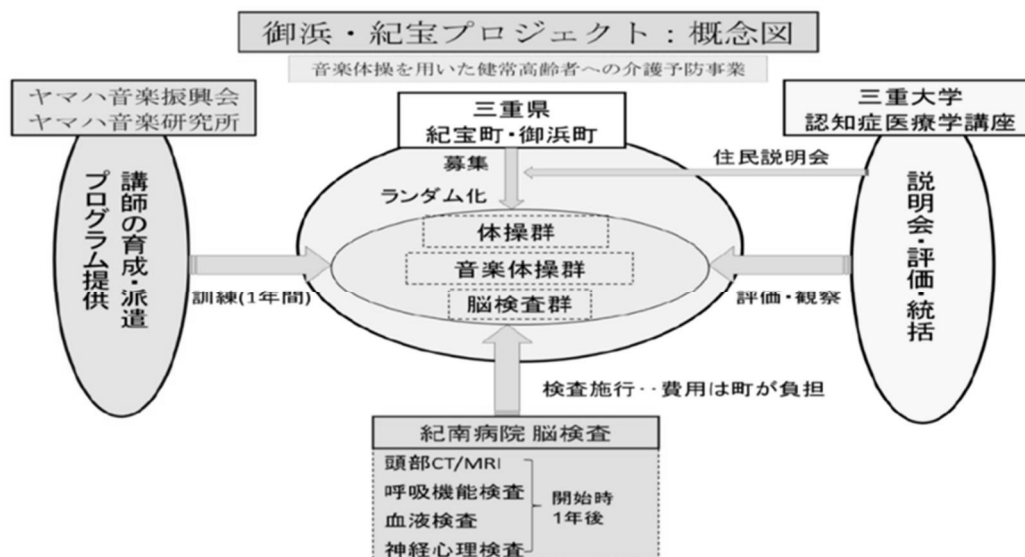 御浜・紀宝プロジェクト：概念図
音楽体操を用いた健常高齢者への介護予防事業
ヤマハ音楽振興会
ヤマハ音楽研究所
三重県
紀宝町・御浜町
三重大学
認知症医療学講座
募集
住民説明会
ランダム化
講師の育成・派遣
プログラム提供
体操群
音楽体操群
脳検査群
説明会・評価・統括
訓練(1年間)
評価・観察
検査施行‥費用は町が負担
紀南病院 脳検査
頭部CT/MRI
呼吸機能検査
血液検査
神経心理検査
開始時
1年後